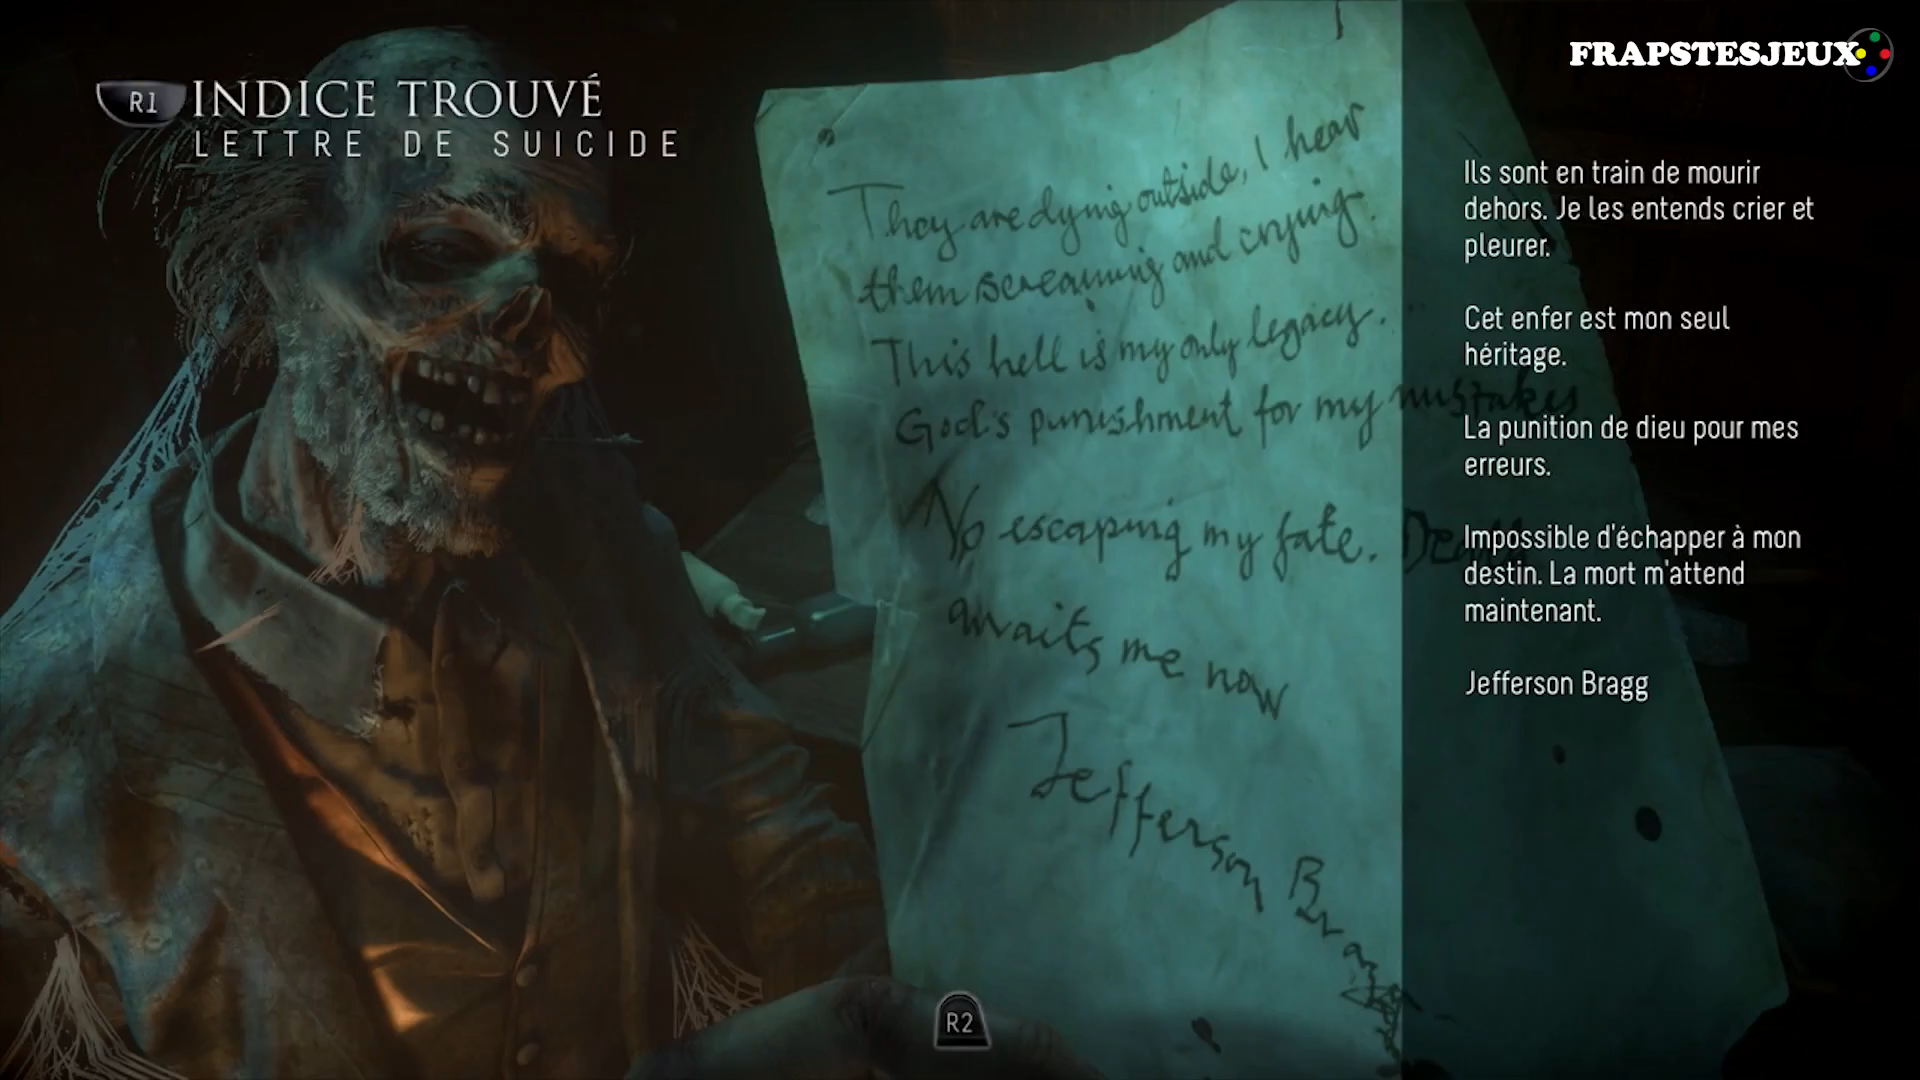 R1 INDICE TROUVÉ
LETTRE DE SUICIDE
FRAPSTESJEUX
They are dying outside, I hear
them screaming and crying.
This hell is my only legacy.
God's punishment for my mistakes
No escaping my fate. Death
awaits me now
Jefferson Bragg
Ils sont en train de mourir
dehors. Je les entends crier et
pleurer.
Cet enfer est mon seul
héritage.
La punition de dieu pour mes
erreurs.
Impossible d'échapper à mon
destin. La mort m'attend
maintenant.
Jefferson Bragg
R2